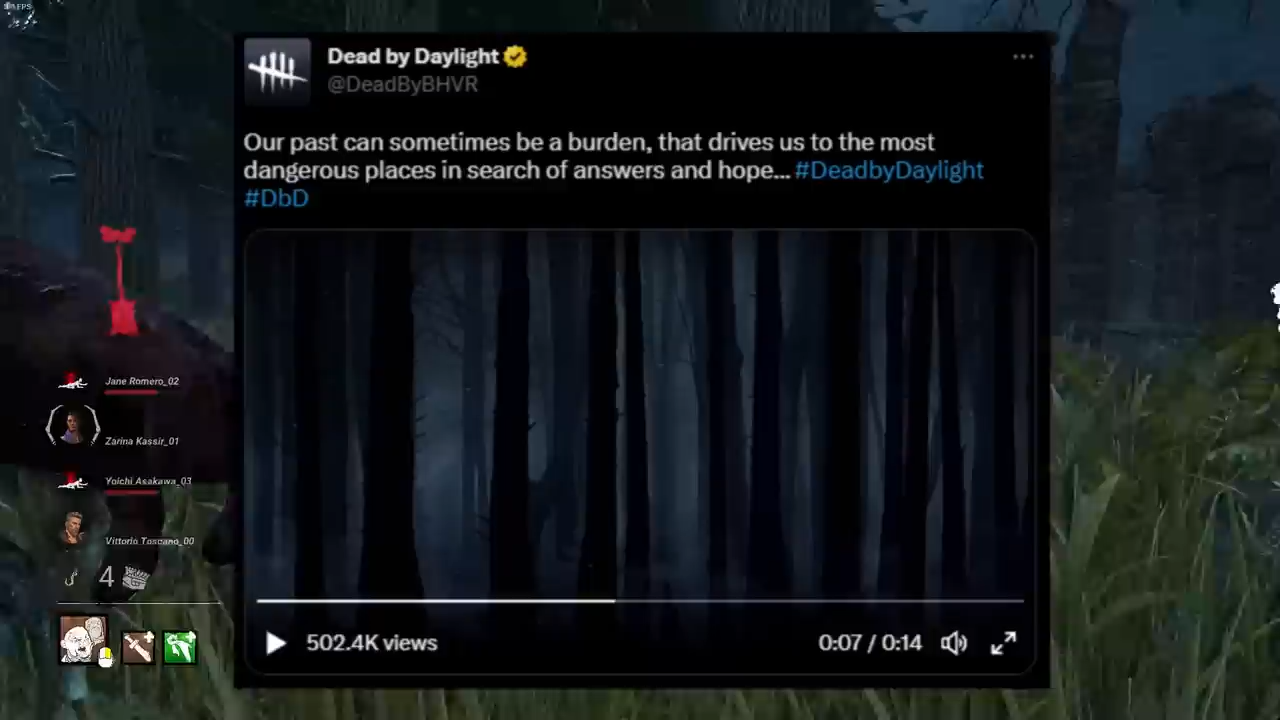 Dead by Daylight
@DeadByBHVR
Our past can sometimes be a burden, that drives us to the most
dangerous places in search of answers and hope... #DeadbyDaylight
#DbD
Jane Romero_02
Zarina Kassir_01
Yoichi Asakawa_03
Vittorio Toscano_00
4
502.4K views
0:07 / 0:14